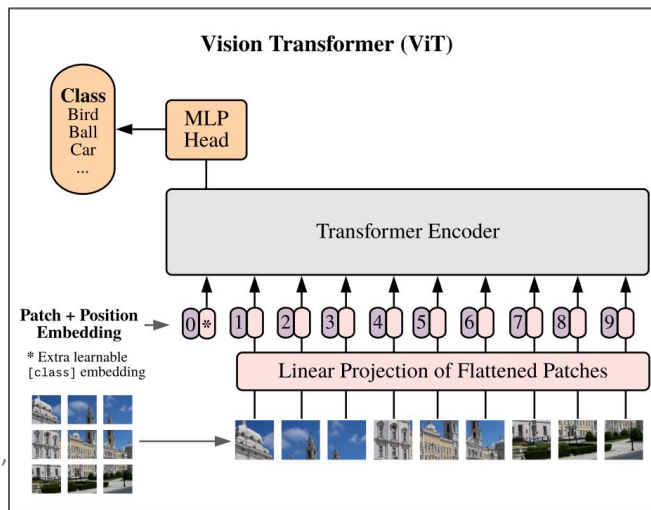 Vision Transformer (ViT)
Class
Bird
Ball
Car
...
MLP
Head
Transformer Encoder
Patch + Position
Embedding
0 * 1 2 3 4 5 6 7 8 9
* Extra learnable
[class] embedding
Linear Projection of Flattened Patches
,